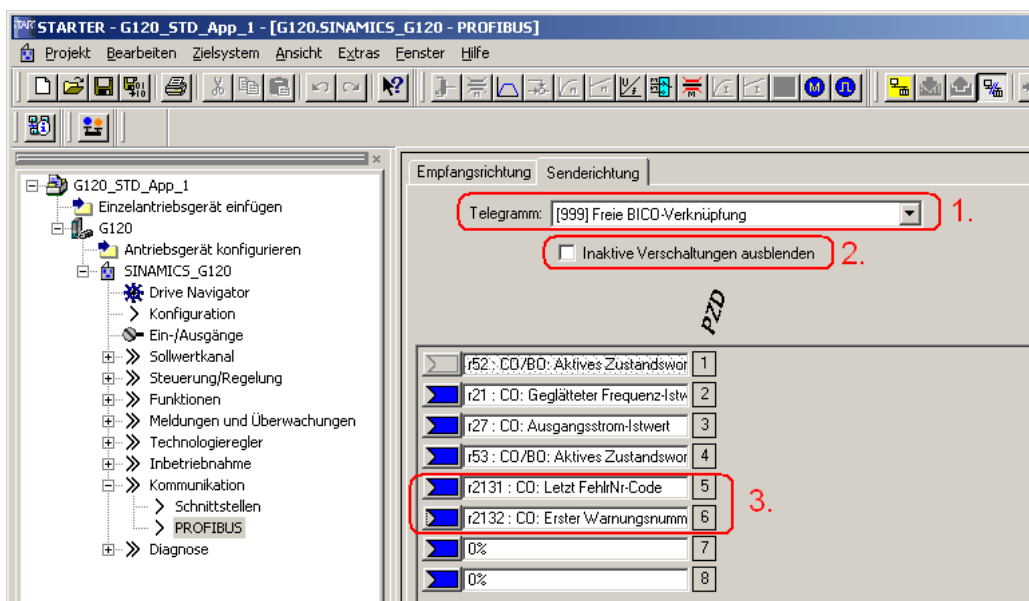 STARTER - G120_STD_App_1 - [G120.SINAMICS_G120 - PROFIBUS]
Projekt Bearbeiten Zielsystem Ansicht Extras Fenster Hilfe
G120_STD_App_1
Einzelantriebsgerät einfügen
G120
Antriebsgerät konfigurieren
SINAMICS_G120
Drive Navigator
Konfiguration
Ein-/Ausgänge
Sollwertkanal
Steuerung/Regelung
Funktionen
Meldungen und Überwachungen
Technologieregler
Inbetriebnahme
Kommunikation
Schnittstellen
PROFIBUS
Diagnose
Empfangsrichtung Senderichtung
Telegramm: [999] Freie BICO-Verknüpfung 1.
Inaktive Verschaltungen ausblenden 2.
PZD
r52 : CO/BO: Aktives Zustandswor 1
r21 : CO: Geglätteter Frequenz-Istw 2
r27 : CO: Ausgangsstrom-Istwert 3
r53 : CO/BO: Aktives Zustandswor 4
r2131 : CO: Letzt FehlrNr-Code 5
r2132 : CO: Erster Warnungsnumm 6
3.
0% 7
0% 8